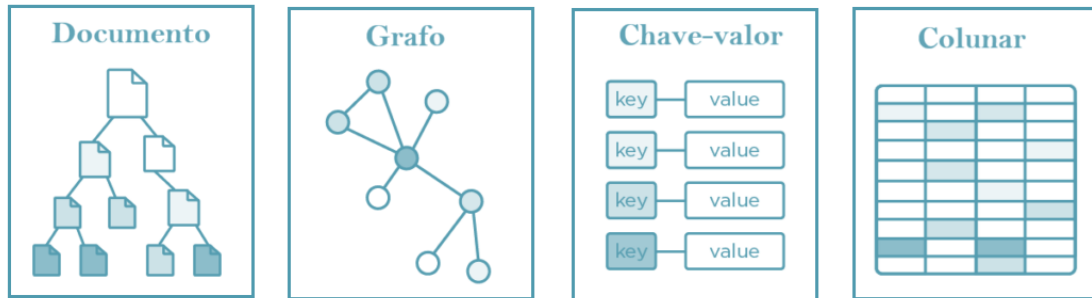 Documento
Grafo
Chave-valor
key value
key value
key value
key value
Colunar